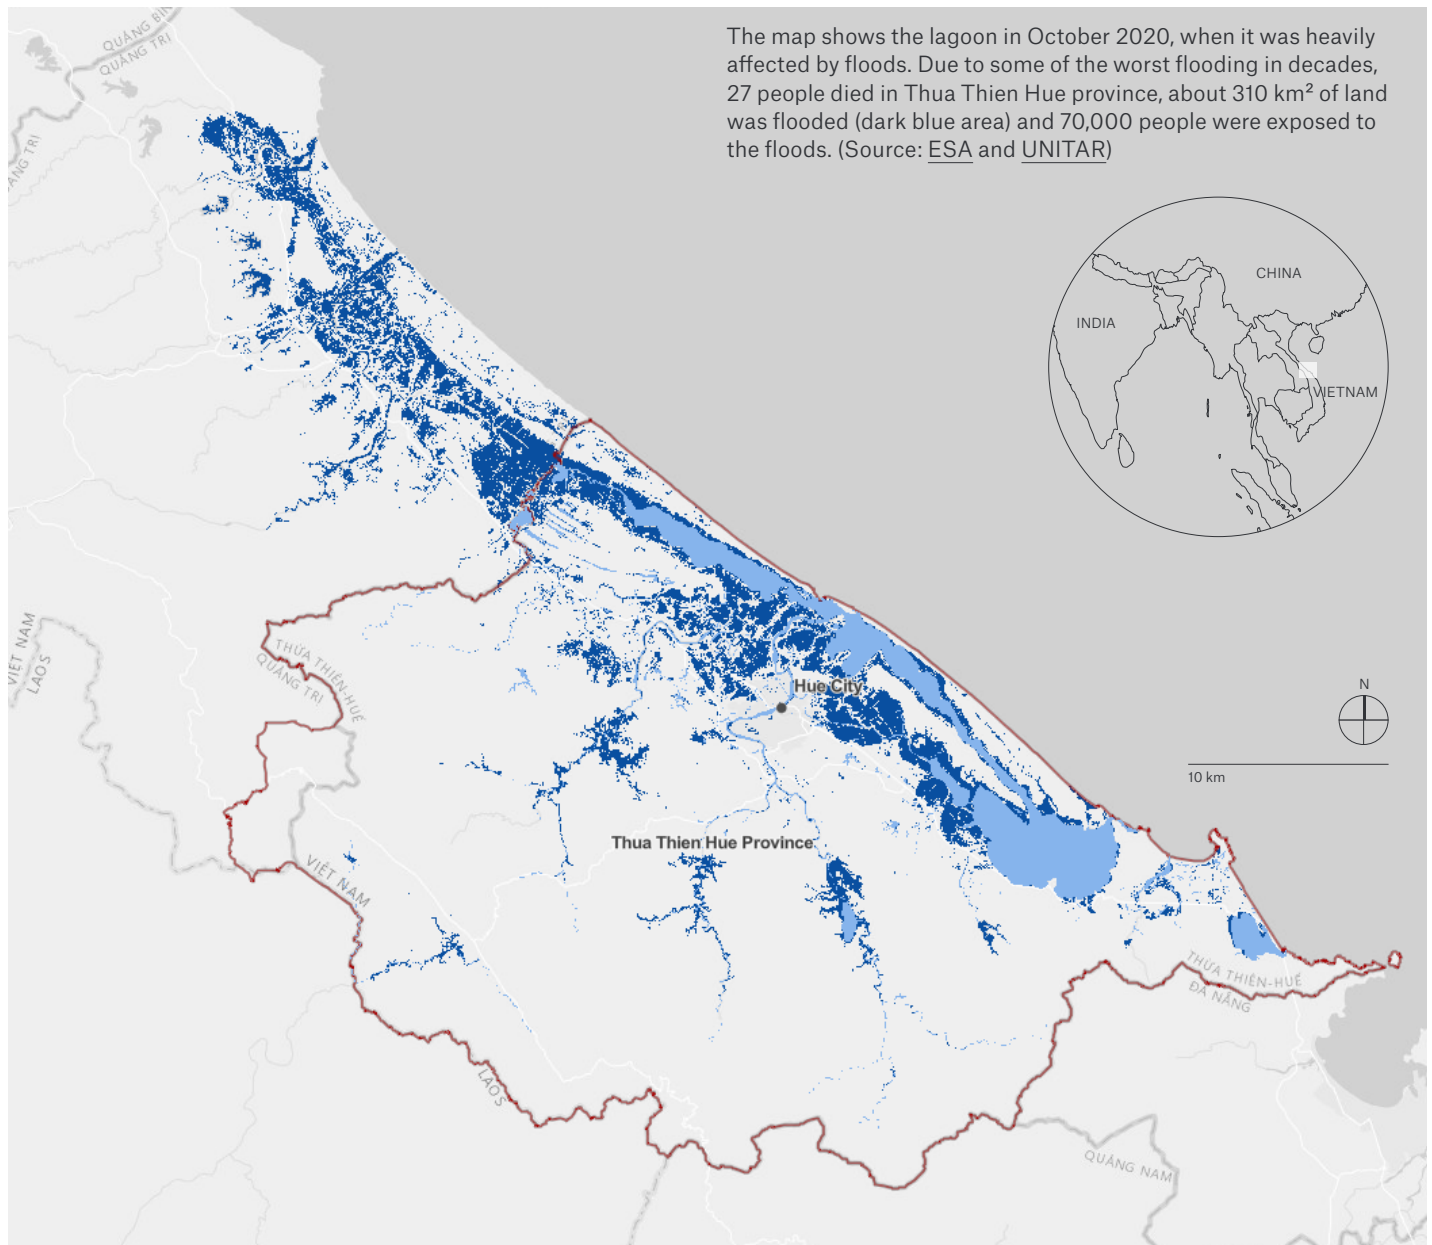 The map shows the lagoon in October 2020, when it was heavily
affected by floods. Due to some of the worst flooding in decades,
27 people died in Thua Thien Hue province, about 310 km² of land
was flooded (dark blue area) and 70,000 people were exposed to
the floods. (Source: ESA and UNITAR)
QUẢNG BÌN
QUẢNG TRỊ
ẢNG TRỊ
CHINA
INDIA
VIETNAM
VIỆT NAM
LAOS
THỪA THIÊN-HUẾ
QUẢNG TRỊ
Hue City
N
10 km
Thua Thien Hue Province
VIỆT NAM
LAOS
THỪA THIÊN-HUẾ
ĐÀ NẴNG
QUẢNG NAM